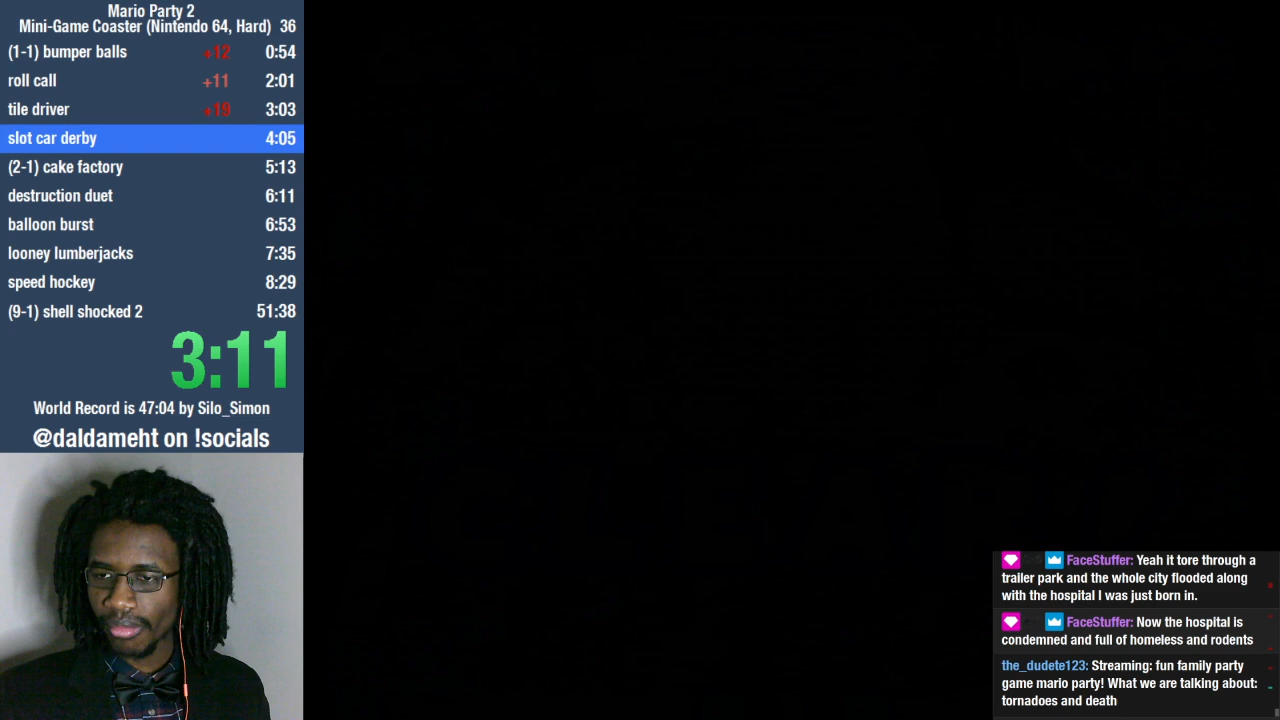 Mario Party 2
Mini-Game Coaster (Nintendo 64, Hard) 36
(1-1) bumper balls +12 0:54
roll call +11 2:01
tile driver +19 3:03
slot car derby 4:05
(2-1) cake factory 5:13
destruction duet 6:11
balloon burst 6:53
looney lumberjacks 7:35
speed hockey 8:29
(9-1) shell shocked 2 51:38
3:11
World Record is 47:04 by Silo_Simon
@daldameht on !socials
FaceStuffer: Yeah it tore through a
trailer park and the whole city flooded along
with the hospital I was just born in.
FaceStuffer: Now the hospital is
condemned and full of homeless and rodents
the_dudete123: Streaming: fun family party
game mario party! What we are talking about:
tornadoes and death